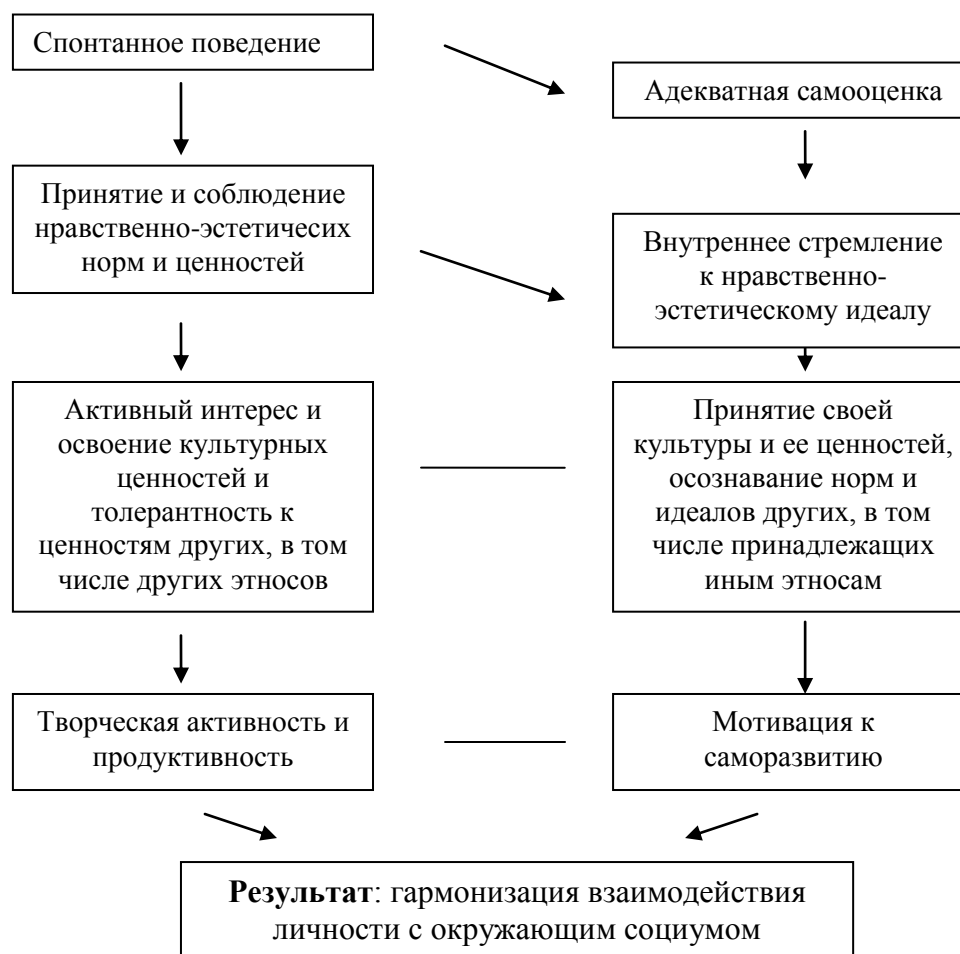 Спонтанное поведение
Адекватная самооценка
Принятие и соблюдение
нравственно-эстетичесих
норм и ценностей
Внутреннее стремление
к нравственно-
эстетическому идеалу
Активный интерес и
освоение культурных
ценностей и
толерантность к
ценностям других, в том
числе других этносов
Принятие своей
культуры и ее ценностей,
осознавание норм и
идеалов других, в том
числе принадлежащих
иным этносам
Творческая активность и
продуктивность
Мотивация к
саморазвитию
Результат: гармонизация взаимодействия
личности с окружающим социумом